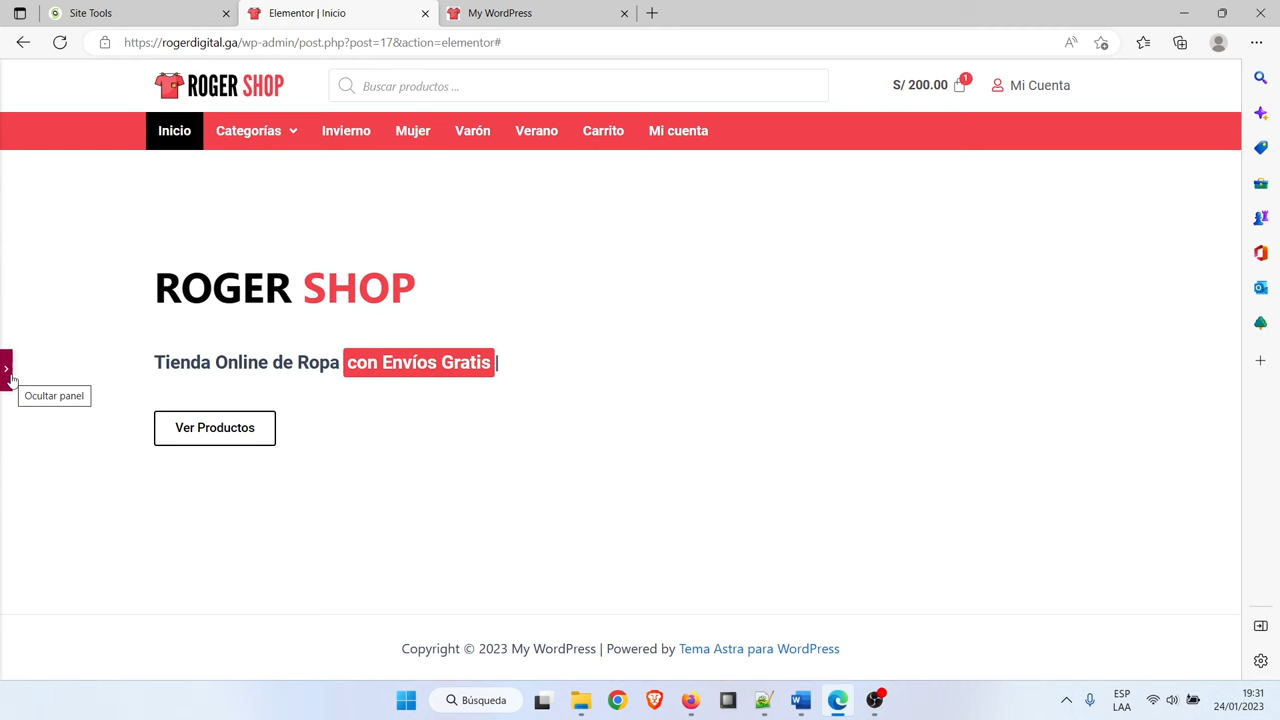 Site Tools
Elementor | Inicio
My WordPress
https://rogerdigital.ga/wp-admin/post.php?post=17&action=elementor#
ROGER SHOP
Buscar productos ...
S/ 200.00
1
Mi Cuenta
Inicio
Categorías
Invierno
Mujer
Varón
Verano
Carrito
Mi cuenta
ROGER SHOP
Tienda Online de Ropa con Envíos Gratis |
Ocultar panel
Ver Productos
Copyright © 2023 My WordPress | Powered by Tema Astra para WordPress
Búsqueda
ESP
LAA
19:31
24/01/2023